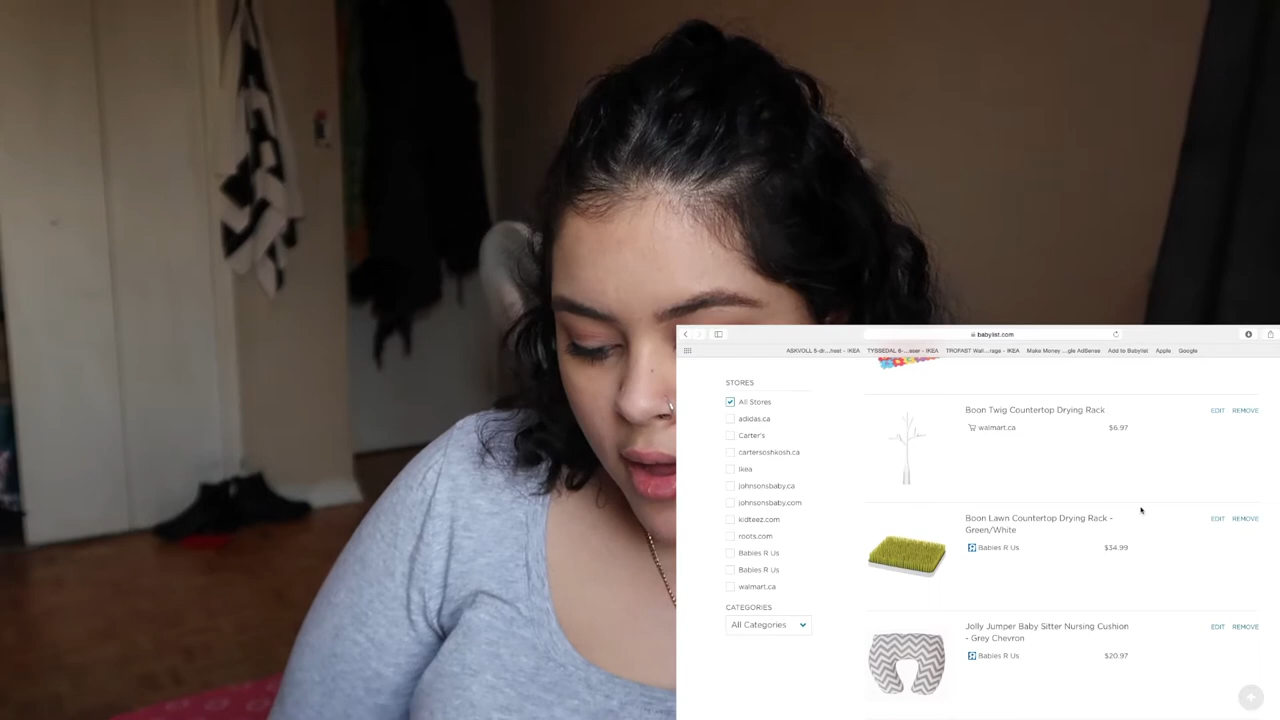 babylist.com
ASKVOLL 5-dr...hest - IKEA TYSSEDAL 6-...sser - IKEA TROFAST Wal...rage - IKEA Make Money ...gle AdSense Add to Babylist Apple Google
STORES
All Stores
adidas.ca
Carter's
cartersoshkosh.ca
Ikea
johnsonsbaby.ca
johnsonsbaby.com
kidteez.com
roots.com
Babies R Us
Babies R Us
walmart.ca
CATEGORIES
All Categories
Boon Twig Countertop Drying Rack
EDIT REMOVE
walmart.ca $6.97
Boon Lawn Countertop Drying Rack -
Green/White
EDIT REMOVE
Babies R Us $34.99
Jolly Jumper Baby Sitter Nursing Cushion
- Grey Chevron
EDIT REMOVE
Babies R Us $20.97